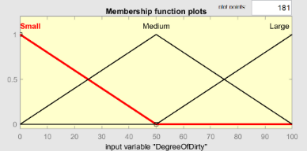 Membership function plots
plot points: 181
Small Medium Large
1
0.5
0
0 10 20 30 40 50 60 70 80 90 100
input variable "DegreeOfDirty"